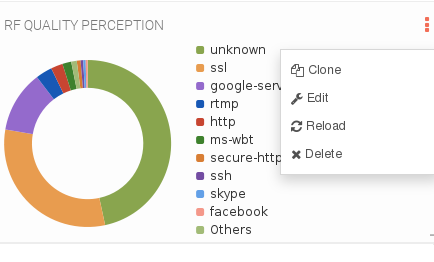 RF QUALITY PERCEPTION
unknown
ssl
google-serv
rtmp
http
ms-wbt
secure-http
ssh
skype
facebook
Others
Clone
Edit
Reload
Delete